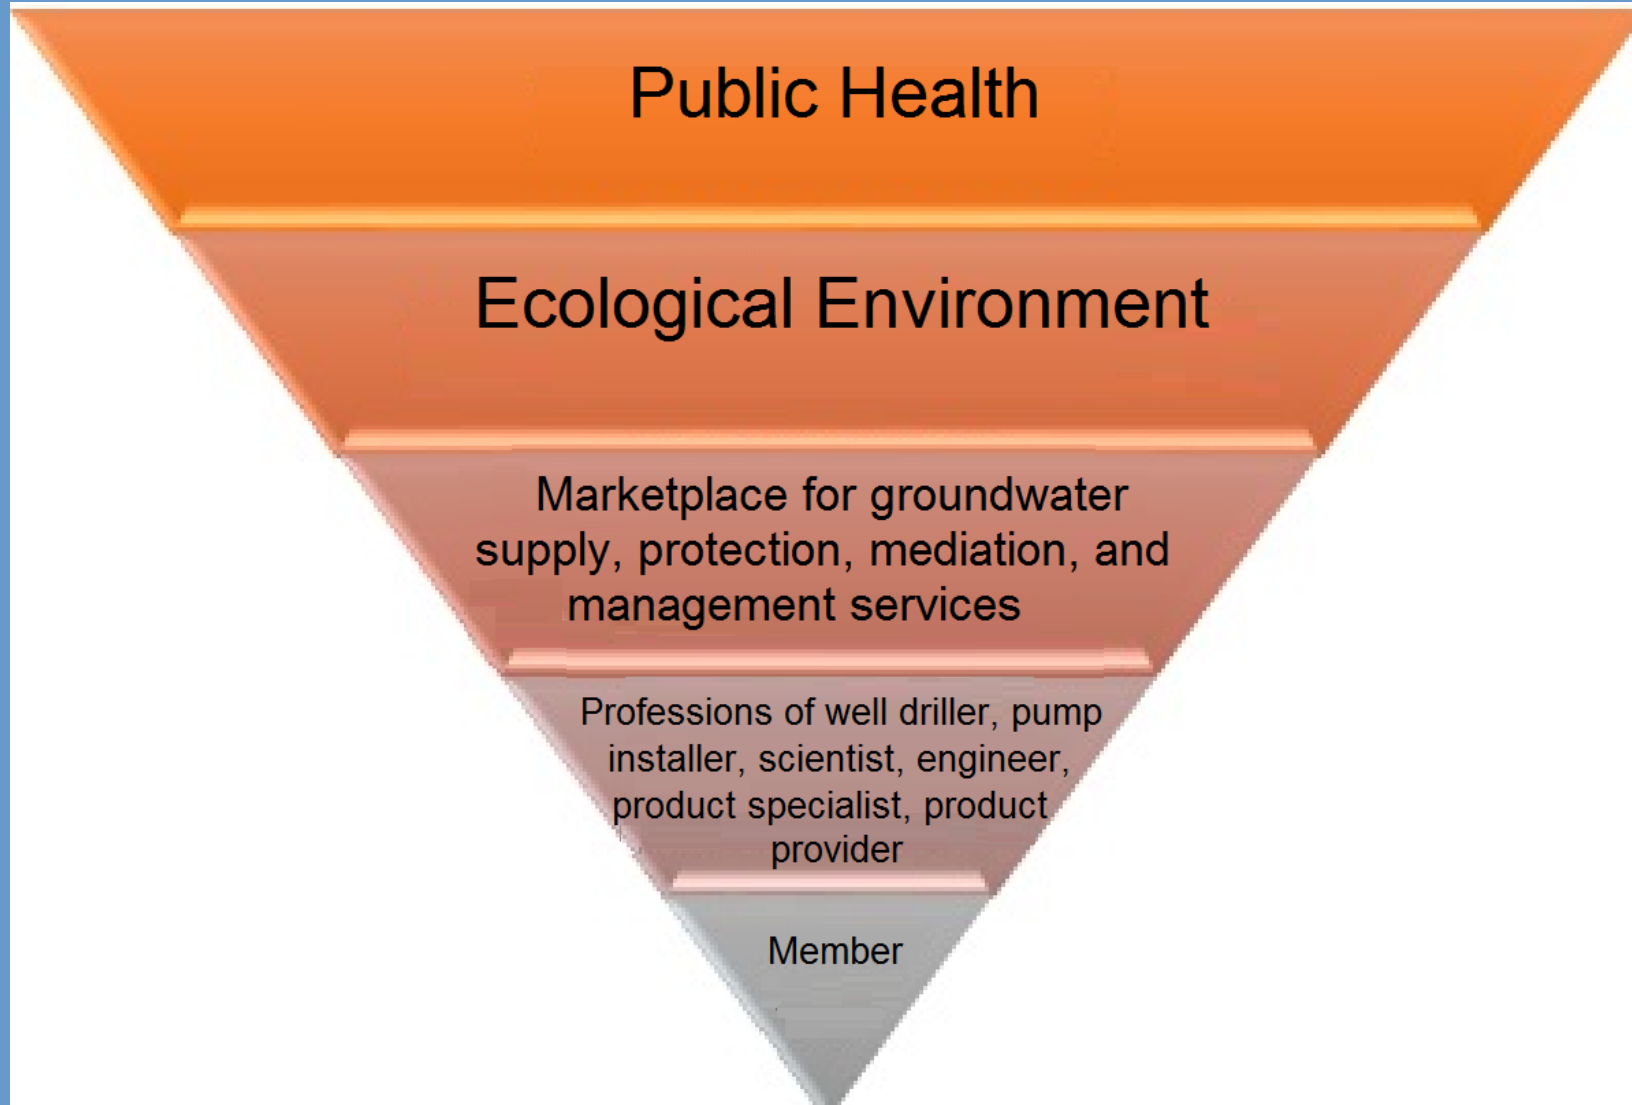 Public Health
Ecological Environment
Marketplace for groundwater
supply, protection, mediation, and
management services
Professions of well driller, pump
installer, scientist, engineer,
product specialist, product
provider
Member